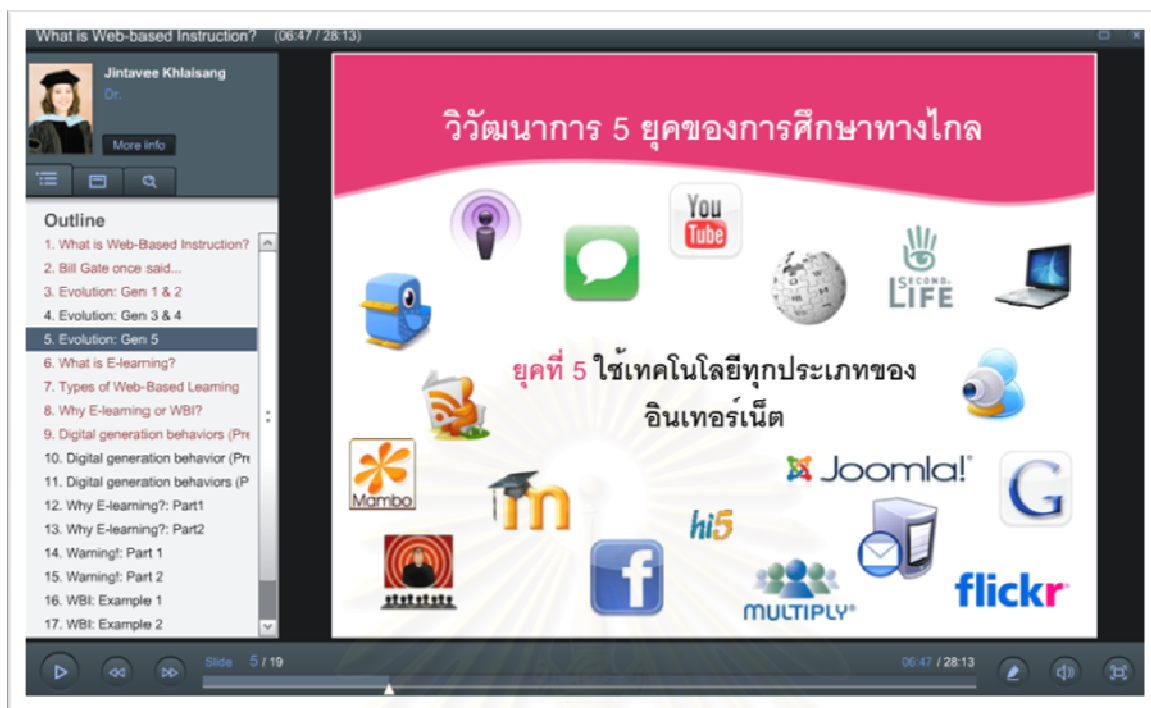 What is Web-based Instruction? (06:47 / 28:13)
Jintavee Khlaisang
Dr.
More info
Outline
1. What is Web-Based Instruction?
2. Bill Gate once said...
3. Evolution: Gen 1 & 2
4. Evolution: Gen 3 & 4
5. Evolution: Gen 5
6. What is E-learning?
7. Types of Web-Based Learning
8. Why E-learning or WBI?
9. Digital generation behaviors (Pre
10. Digital generation behavior (Pre
11. Digital generation behaviors (P
12. Why E-learning?: Part1
13. Why E-learning?: Part2
14. Warning!: Part 1
15. Warning!: Part 2
16. WBI: Example 1
17. WBI: Example 2
วิวัฒนาการ 5 ยุคของการศึกษาทางไกล
You
Tube
SECOND
LIFE
ยุคที่ 5 ใช้เทคโนโลยีทุกประเภทของ
อินเทอร์เน็ต
Mambo
m
Joomla!
G
hi5
f
MULTIPLY
flickr
Slide 5 / 19
06:47 / 28:13